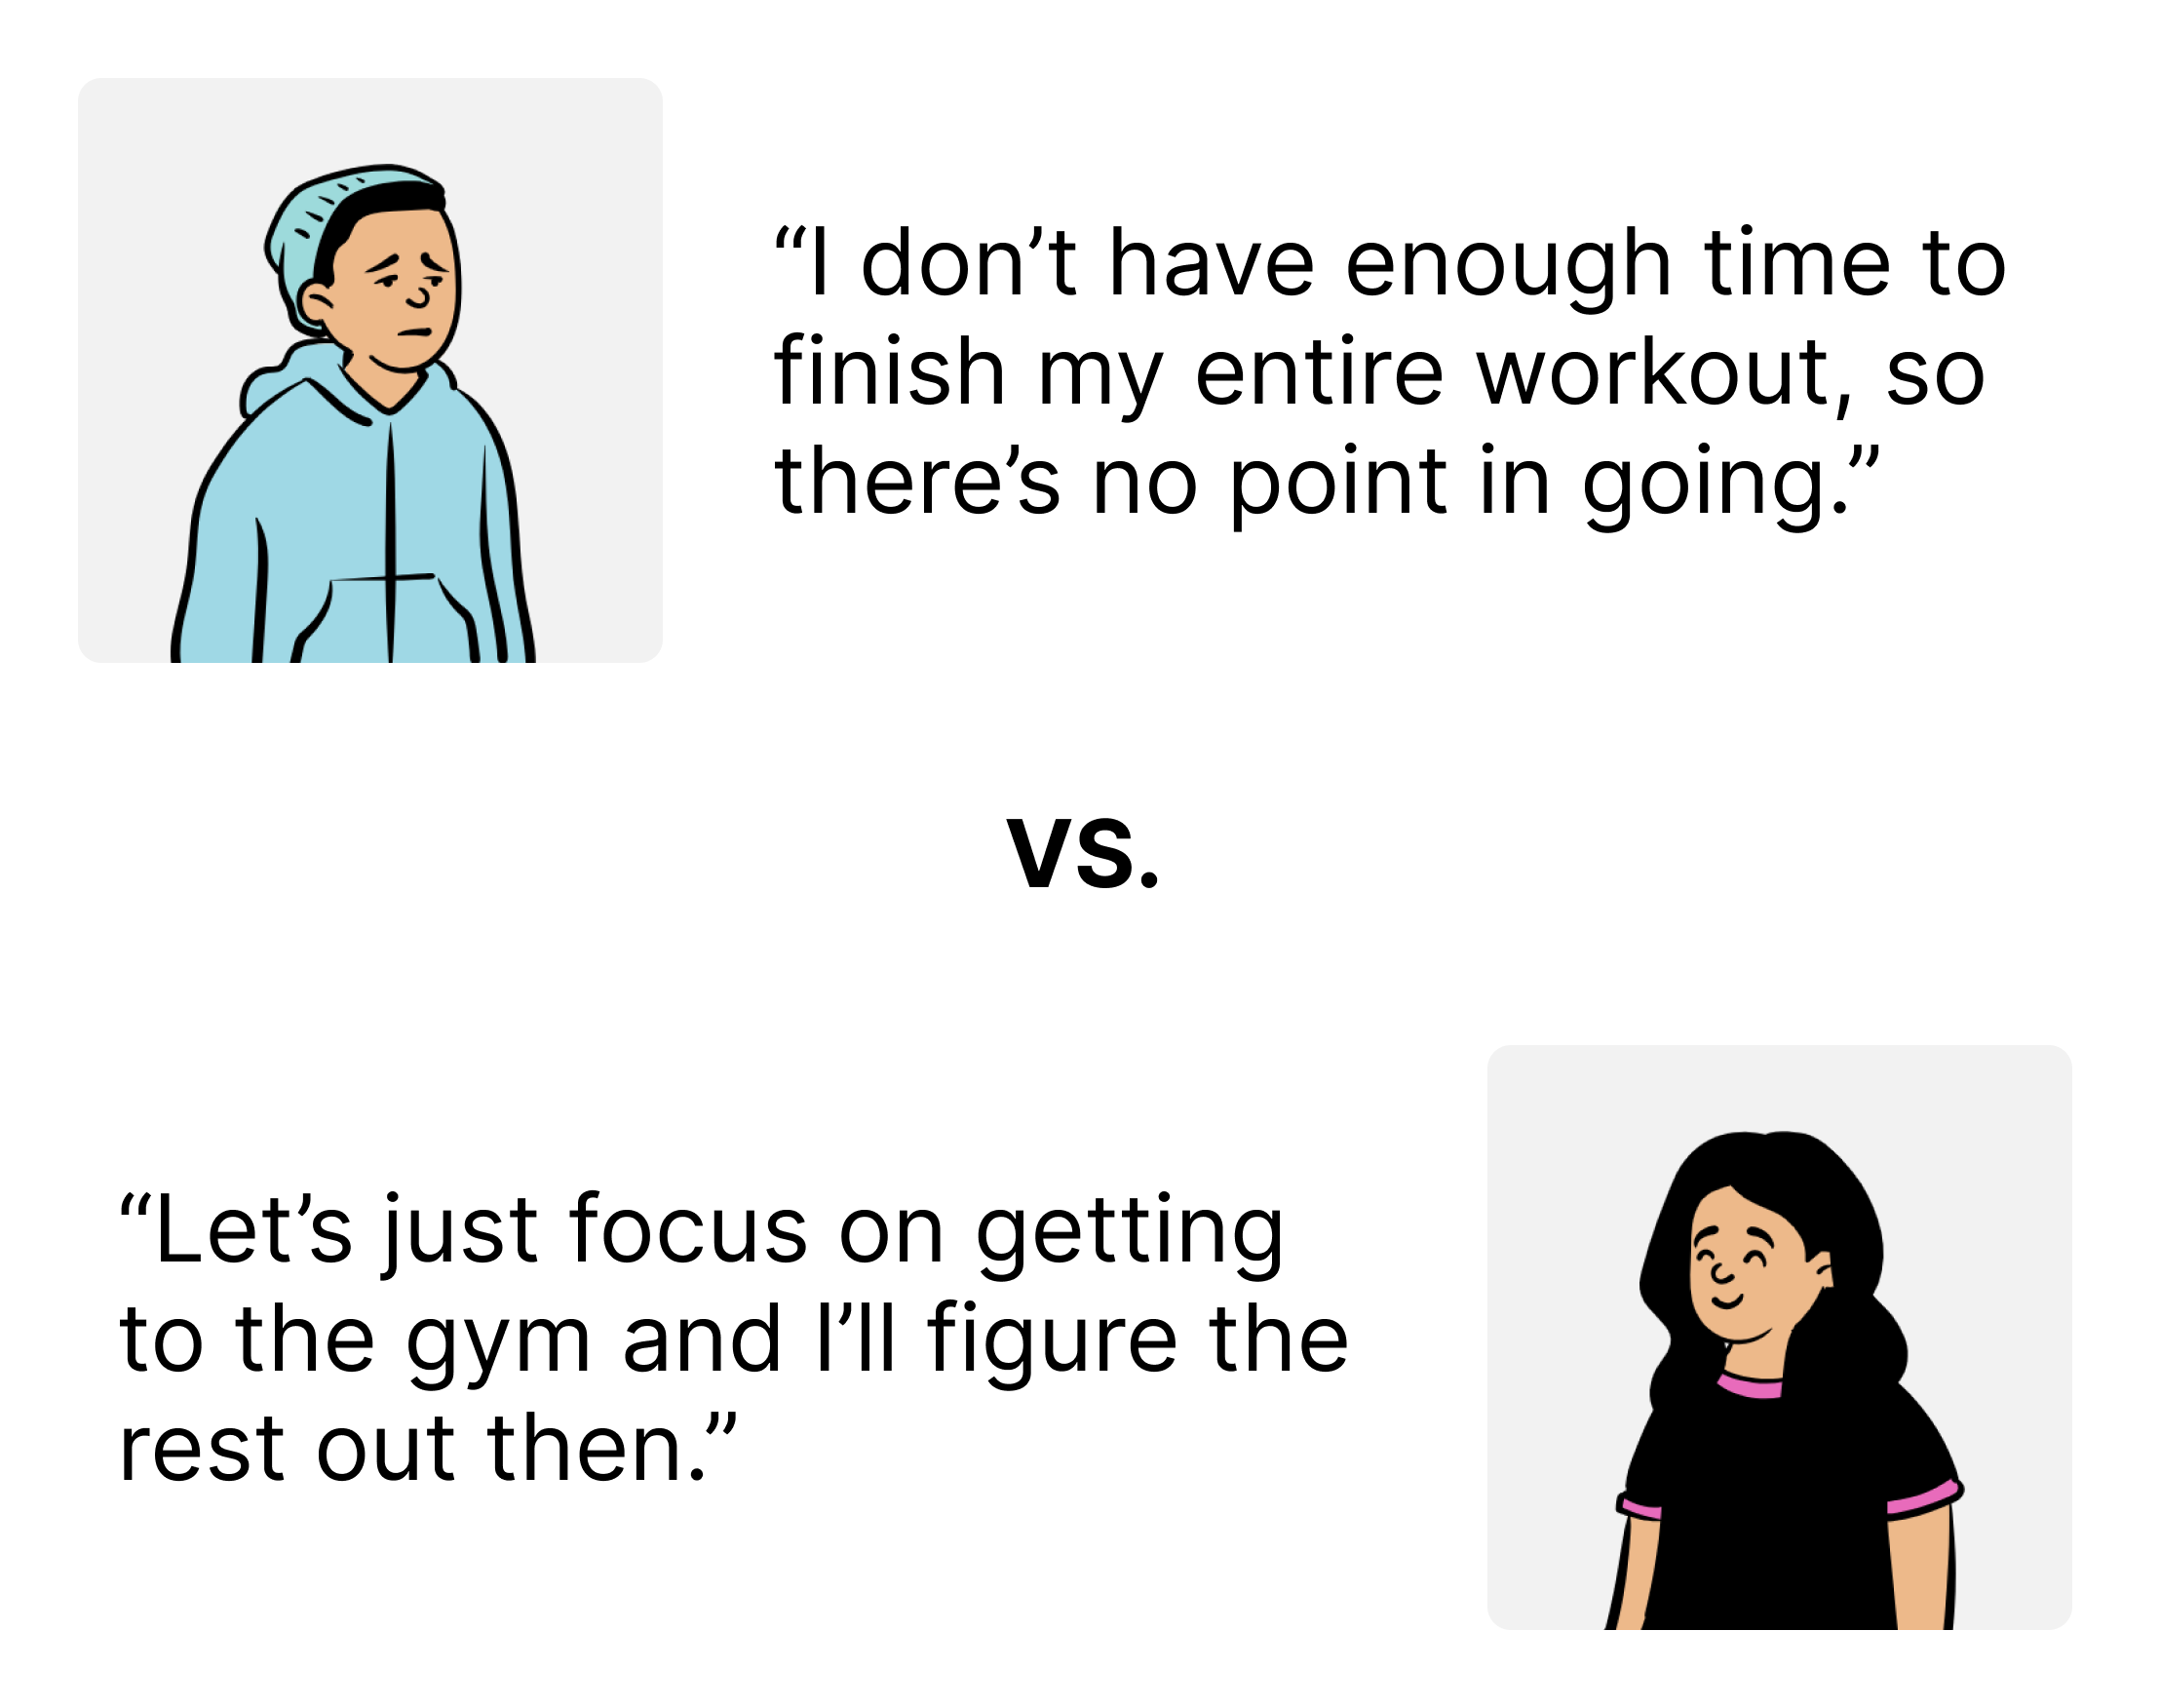 “I don’t have enough time to
finish my entire workout, so
there’s no point in going.”
vs.
“Let’s just focus on getting
to the gym and I'll figure the
rest out then.”